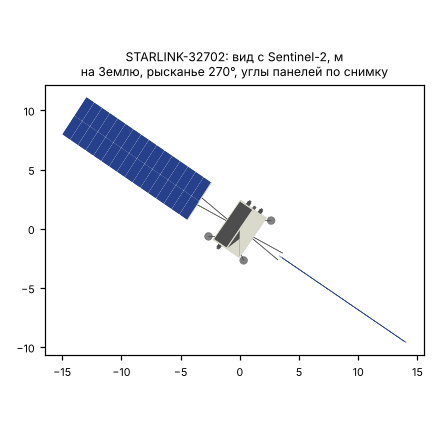 STARLINK-32702: вид с Sentinel-2, м
на Землю, рысканье 270°, углы панелей по снимку
10
5
0
−5
−10
−15 −10 −5 0 5 10 15